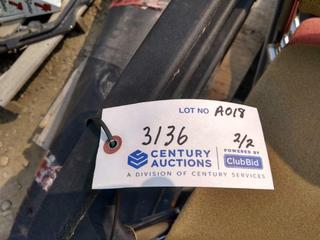 LOT NO A018
3136
2/2
CENTURY AUCTIONS
POWERED BY ClubBid
A DIVISION OF CENTURY SERVICES